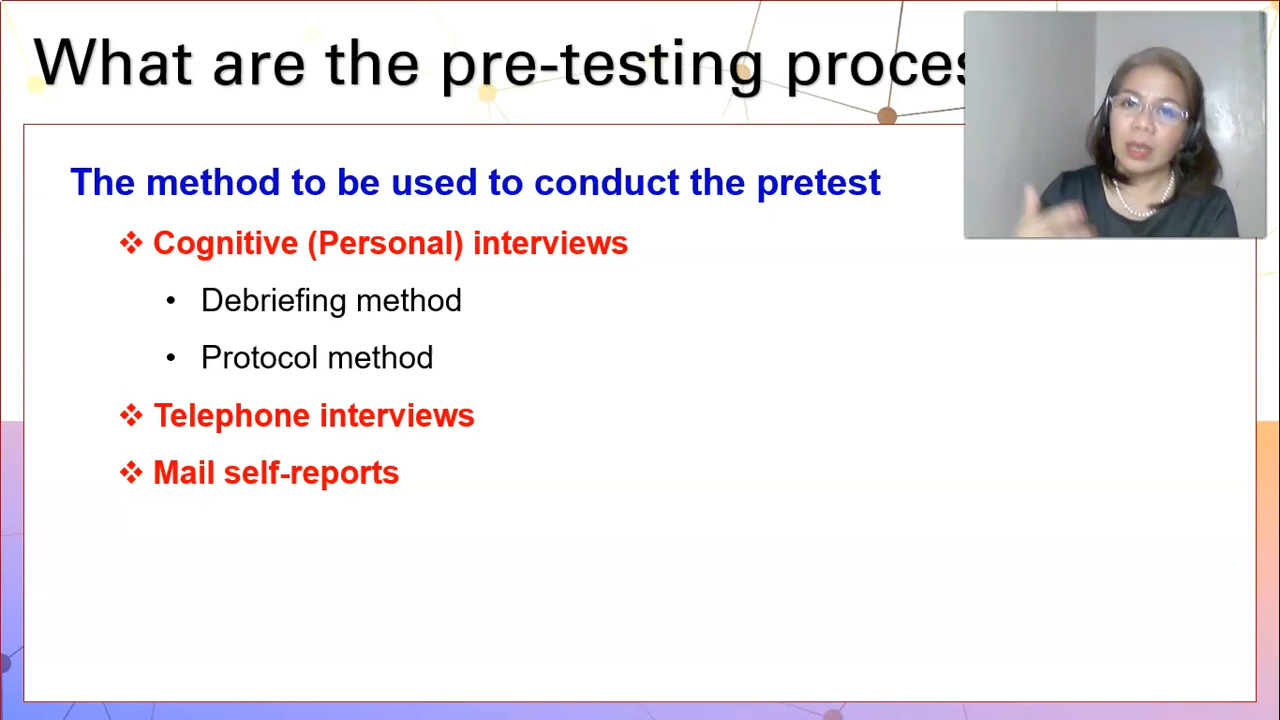 What are the pre-testing proces
The method to be used to conduct the pretest
❖ Cognitive (Personal) interviews
• Debriefing method
• Protocol method
❖ Telephone interviews
❖ Mail self-reports